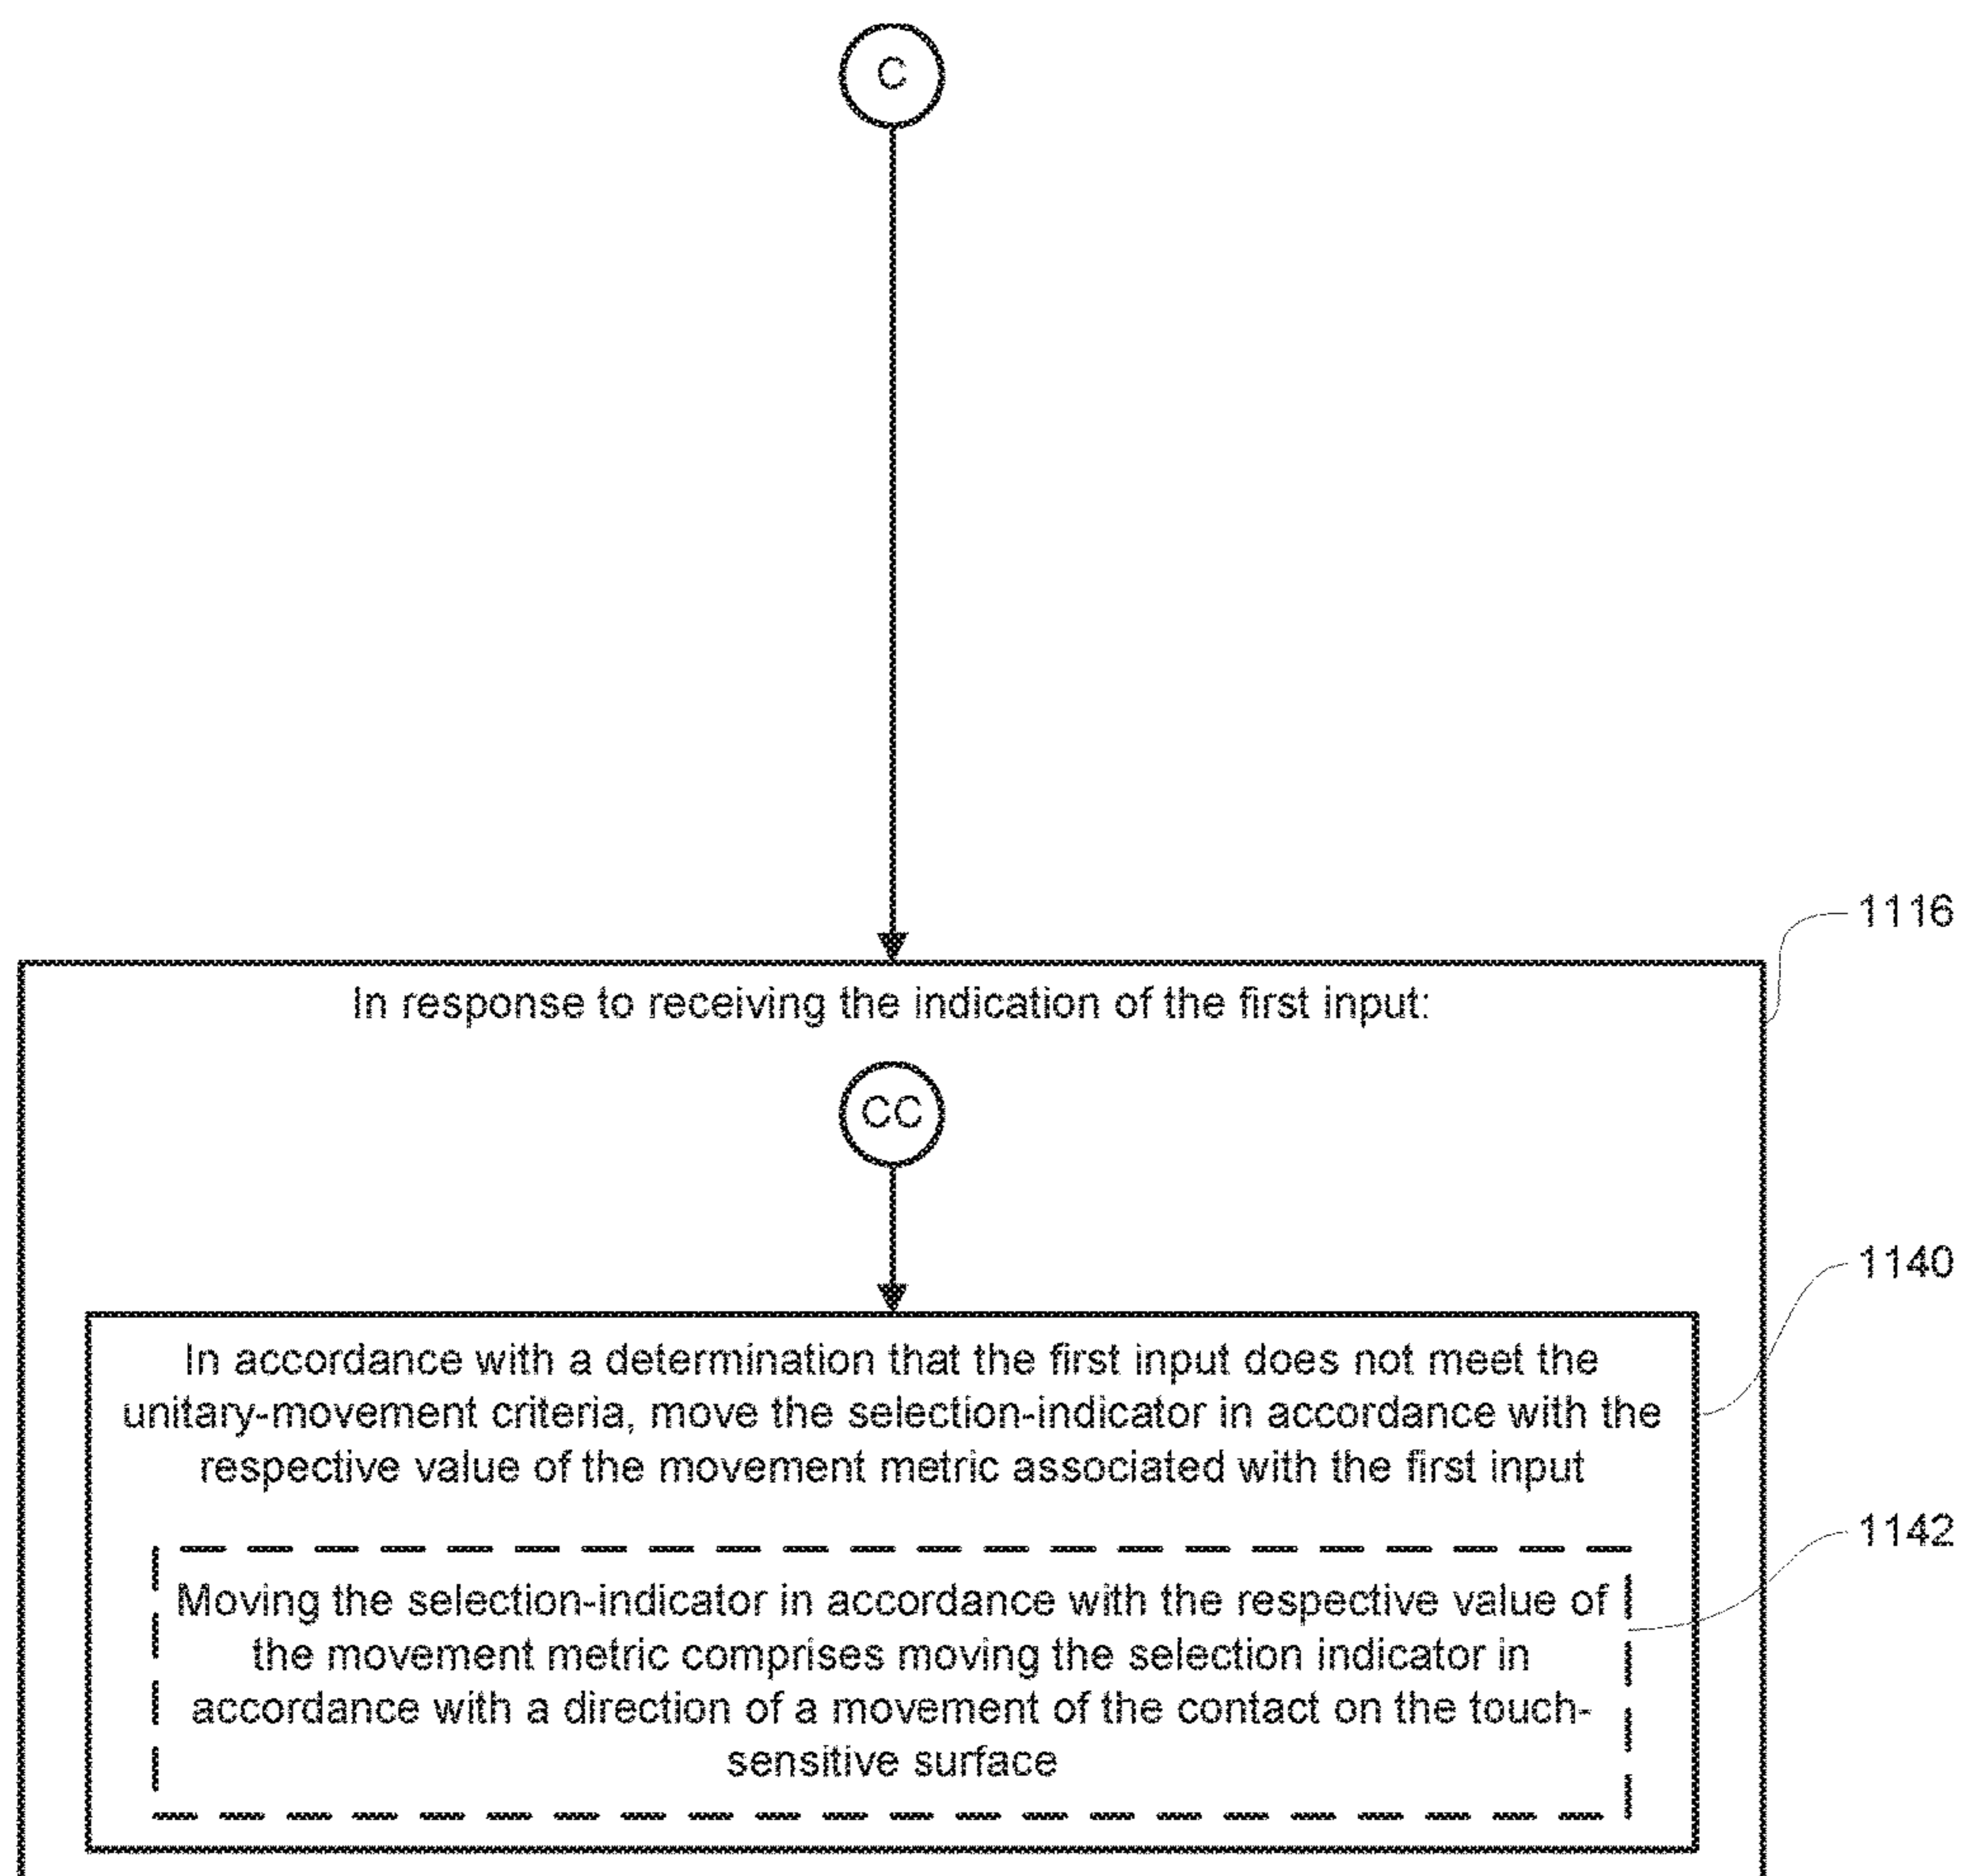 C
1116
In response to receiving the indication of the first input:
CC
1140
In accordance with a determination that the first input does not meet the
unitary-movement criteria, move the selection-indicator in accordance with the
respective value of the movement metric associated with the first input
1142
Moving the selection-indicator in accordance with the respective value of
the movement metric comprises moving the selection indicator in
accordance with a direction of a movement of the contact on the touch-
sensitive surface